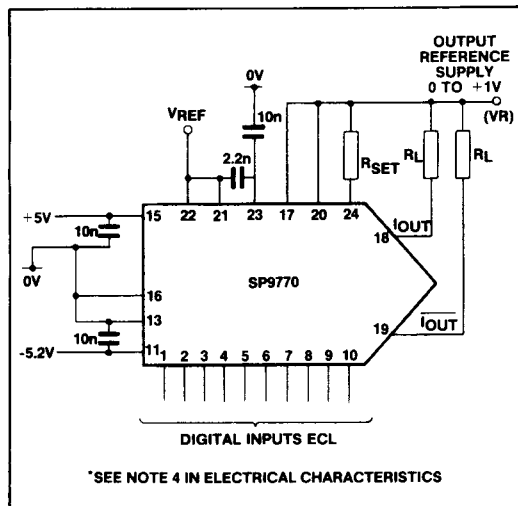 OUTPUT
REFERENCE
SUPPLY
0 TO +1V
(VR)
0V
10n
VREF
2.2n
RSET
RL
RL
22
21
23
17
20
24
IOUT
18
+5V
15
10n
0V
SP9770
16
13
10n
-5.2V
11
19
IOUT
1 2 3 4 5 6 7 8 9 10
DIGITAL INPUTS ECL
*SEE NOTE 4 IN ELECTRICAL CHARACTERISTICS